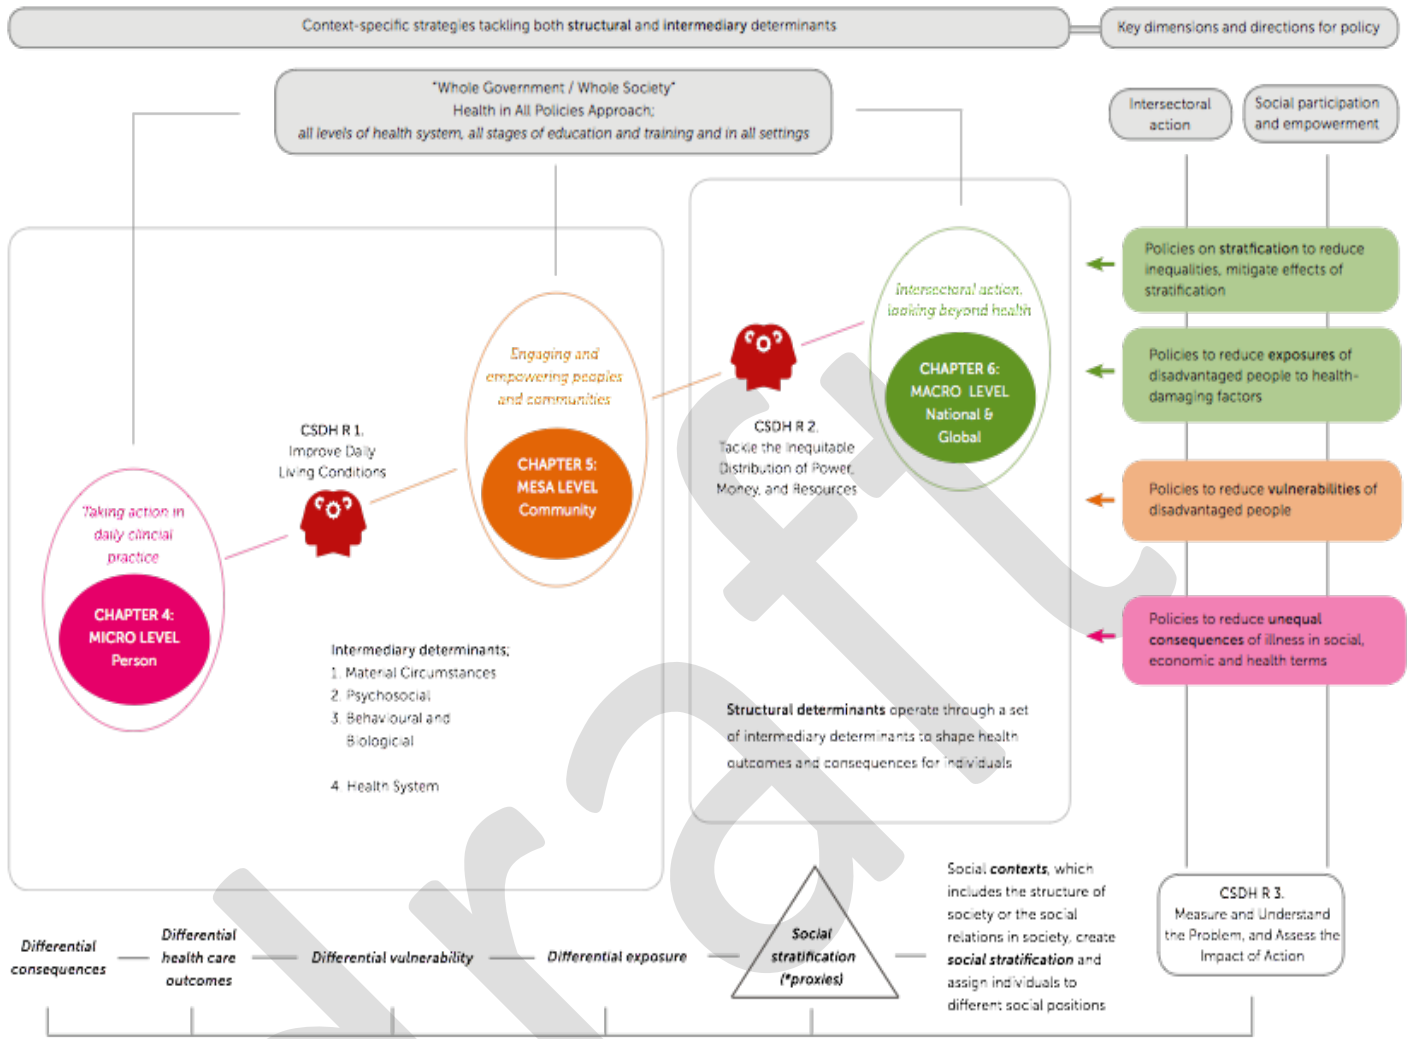 Context-specific strategies tackling both structural and intermediary determinants
Key dimensions and directions for policy
"Whole Government / Whole Society"
Health in All Policies Approach;
all levels of health system, all stages of education and training and in all settings
Intersectoral
action
Social participation
and empowerment
Policies on stratfication to reduce
inequalities, mitigate effects of
stratification
Intersectoral action,
looking beyond health
CHAPTER 6:
MACRO LEVEL
National &
Global
Policies to reduce exposures of
disadvantaged people to health-
damaging factors
Engaging and
empowering peoples
and communities
CHAPTER 5:
MESA LEVEL
Community
CSDH R 1.
Improve Daily
Living Conditions
CSDH R 2.
Tackle the Inequitable
Distribution of Power,
Money, and Resources
Policies to reduce vulnerabilities of
disadvantaged people
Taking action in
daily clincial
practice
CHAPTER 4:
MICRO LEVEL
Person
Policies to reduce unequal
consequences of illness in social,
economic and health terms
Intermediary determinants;
1. Material Circumstances
2. Psychosocial
3. Behavioural and
Biologicial
4. Health System
Structural determinants operate through a set
of intermediary determinants to shape health
outcomes and consequences for individuals
Differential
consequences
Differential
health care
outcomes
Differential vulnerability
Differential exposure
Social
stratification
(*proxies)
Social contexts, which
includes the structure of
society or the social
relations in society, create
social stratification and
assign individuals to
different social positions
CSDH R 3.
Measure and Understand
the Problem, and Assess the
Impact of Action
draft